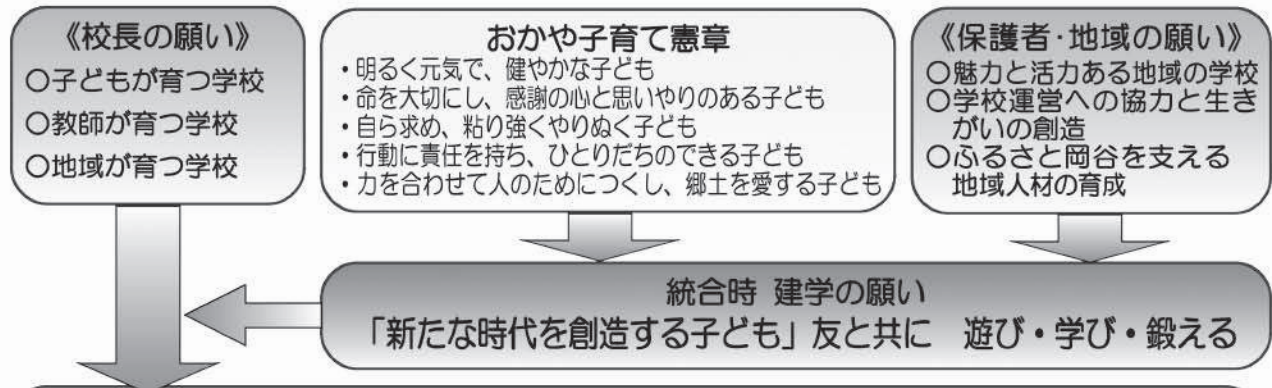 《校長の願い》
○子どもが育つ学校
○教師が育つ学校
○地域が育つ学校
おかや子育て憲章
・明るく元気で、健やかな子ども
・命を大切にし、感謝の心と思いやりのある子ども
・自ら求め、粘り強くやりぬく子ども
・行動に責任を持ち、ひとりだちのできる子ども
・力を合わせて人のためにつくし、郷土を愛する子ども
《保護者・地域の願い》
○魅力と活力ある地域の学校
○学校運営への協力と生き
がいの創造
○ふるさと岡谷を支える
地域人材の育成
統合時 建学の願い
「新たな時代を創造する子ども」友と共に　遊び・学び・鍛える